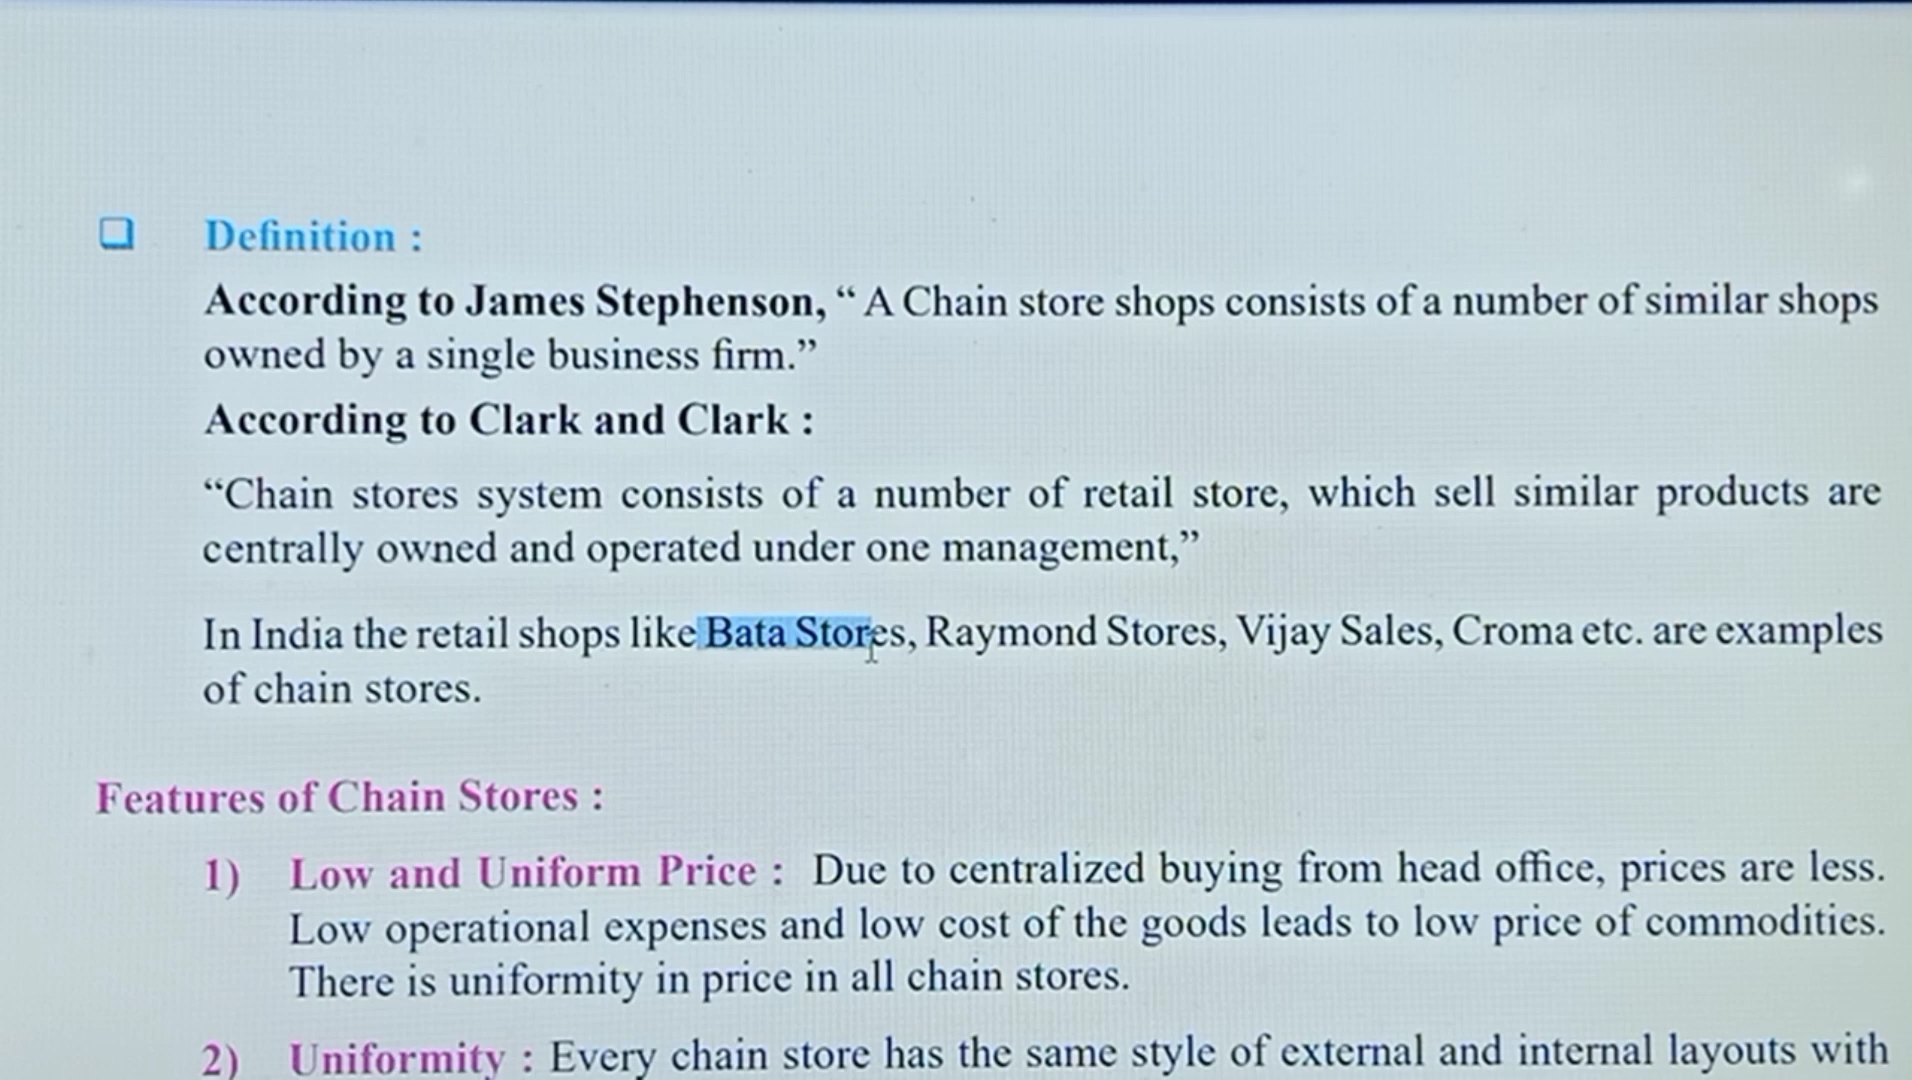 ❑ Definition :
According to James Stephenson, “ A Chain store shops consists of a number of similar shops
owned by a single business firm.”
According to Clark and Clark :
“Chain stores system consists of a number of retail store, which sell similar products are
centrally owned and operated under one management,”
In India the retail shops like Bata Stores, Raymond Stores, Vijay Sales, Croma etc. are examples
of chain stores.
Features of Chain Stores :
1) Low and Uniform Price : Due to centralized buying from head office, prices are less.
Low operational expenses and low cost of the goods leads to low price of commodities.
There is uniformity in price in all chain stores.
2) Uniformity : Every chain store has the same style of external and internal layouts with